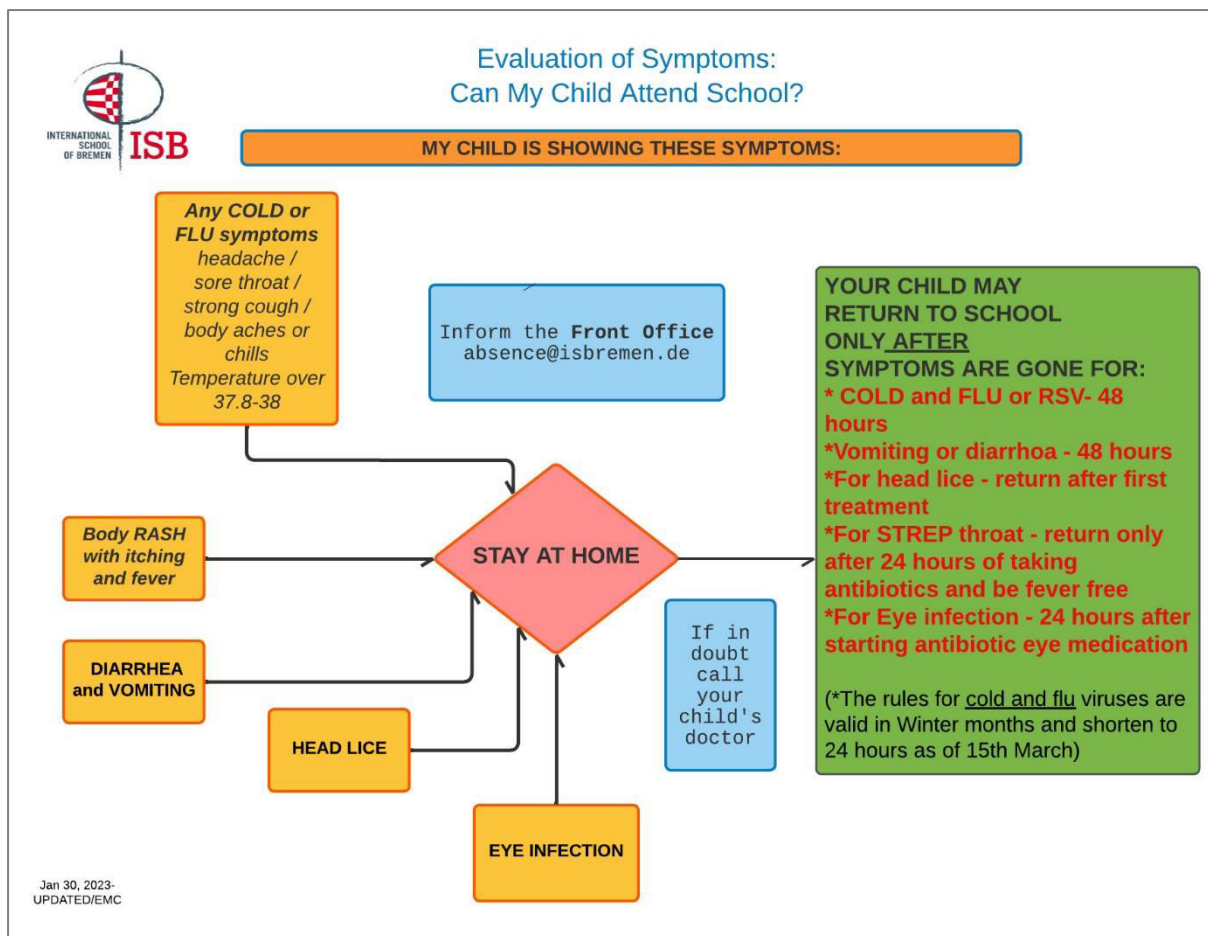 Evaluation of Symptoms:
Can My Child Attend School?
INTERNATIONAL
SCHOOL
OF BREMEN
ISB
MY CHILD IS SHOWING THESE SYMPTOMS:
Any COLD or
FLU symptoms
headache /
sore throat /
strong cough /
body aches or
chills
Temperature over
37.8-38
Inform the Front Office
absence@isbremen.de
YOUR CHILD MAY
RETURN TO SCHOOL
ONLY AFTER
SYMPTOMS ARE GONE FOR:
* COLD and FLU or RSV- 48
hours
*Vomiting or diarrhoa - 48 hours
*For head lice - return after first
treatment
*For STREP throat - return only
after 24 hours of taking
antibiotics and be fever free
*For Eye infection - 24 hours after
starting antibiotic eye medication
(*The rules for cold and flu viruses are
valid in Winter months and shorten to
24 hours as of 15th March)
Body RASH
with itching
and fever
STAY AT HOME
DIARRHEA
and VOMITING
If in
doubt
call
your
child's
doctor
HEAD LICE
EYE INFECTION
Jan 30, 2023-
UPDATED/EMC